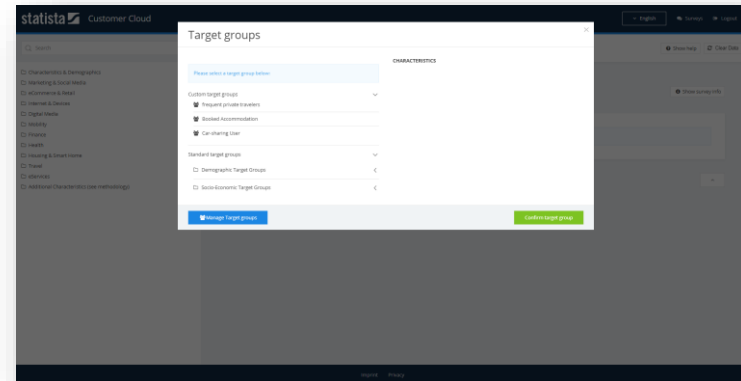 statista Customer Cloud
English Surveys Logout
Target groups
Search
Show help Clear Data
CHARACTERISTICS
Please select a target group below.
Characteristics & Demographics
Marketing & Social Media
eCommerce & Retail
Internet & Devices
Digital Media
Mobility
Finance
Health
Housing & Smart Home
Travel
eServices
Additional Characteristics (see methodology)
Show survey info
Custom target groups
frequent private travelers
Booked Accommodation
Car-sharing User
Standard target groups
Demographic Target Groups
Socio-Economic Target Groups
Manage Target groups
Confirm target group
Imprint Privacy